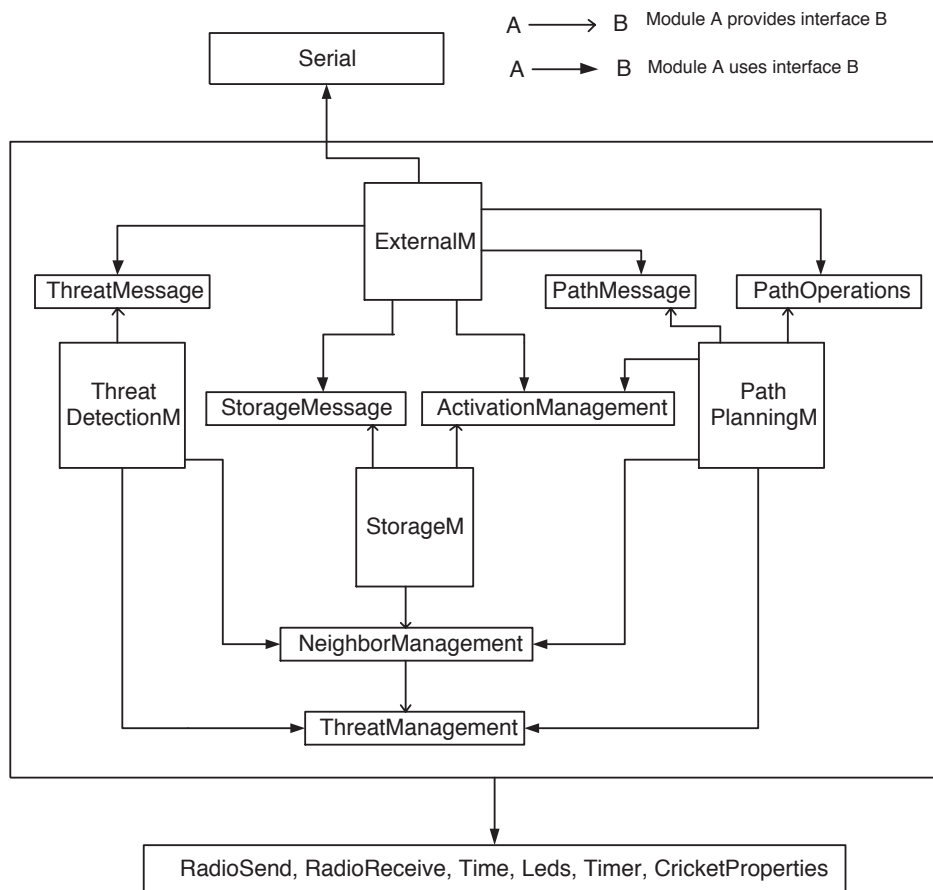 A B Module A provides interface B
A B Module A uses interface B
Serial
ExternalM
ThreatMessage
PathMessage
PathOperations
Threat
DetectionM
StorageMessage
ActivationManagement
Path
PlanningM
StorageM
NeighborManagement
ThreatManagement
RadioSend, RadioReceive, Time, Leds, Timer, CricketProperties